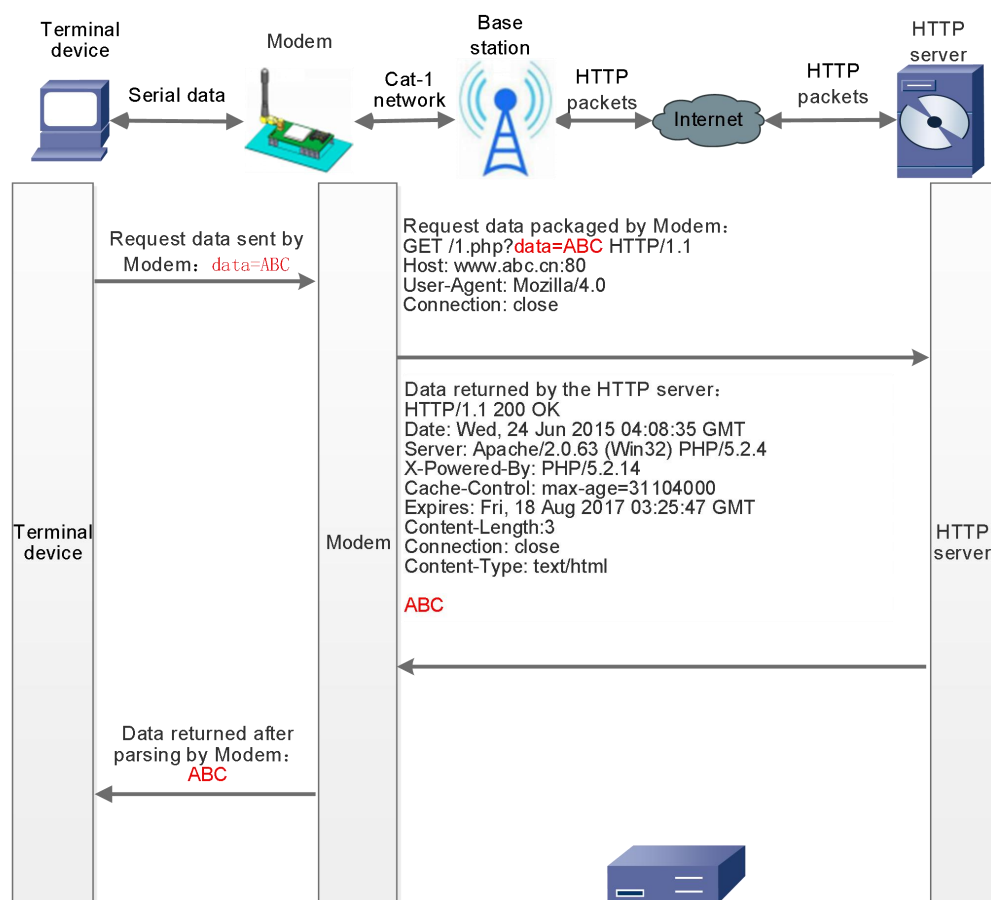 Terminal
device
Modem
Base
station
HTTP
server
Serial data
Cat-1
network
HTTP
packets
Internet
HTTP
packets
Request data sent by
Modem：data=ABC
Request data packaged by Modem：
GET /1.php?data=ABC HTTP/1.1
Host: www.abc.cn:80
User-Agent: Mozilla/4.0
Connection: close
Data returned by the HTTP server：
HTTP/1.1 200 OK
Date: Wed, 24 Jun 2015 04:08:35 GMT
Server: Apache/2.0.63 (Win32) PHP/5.2.4
X-Powered-By: PHP/5.2.14
Cache-Control: max-age=31104000
Expires: Fri, 18 Aug 2017 03:25:47 GMT
Content-Length:3
Connection: close
Content-Type: text/html
ABC
Terminal
device
Modem
HTTP
server
Data returned after
parsing by Modem：
ABC